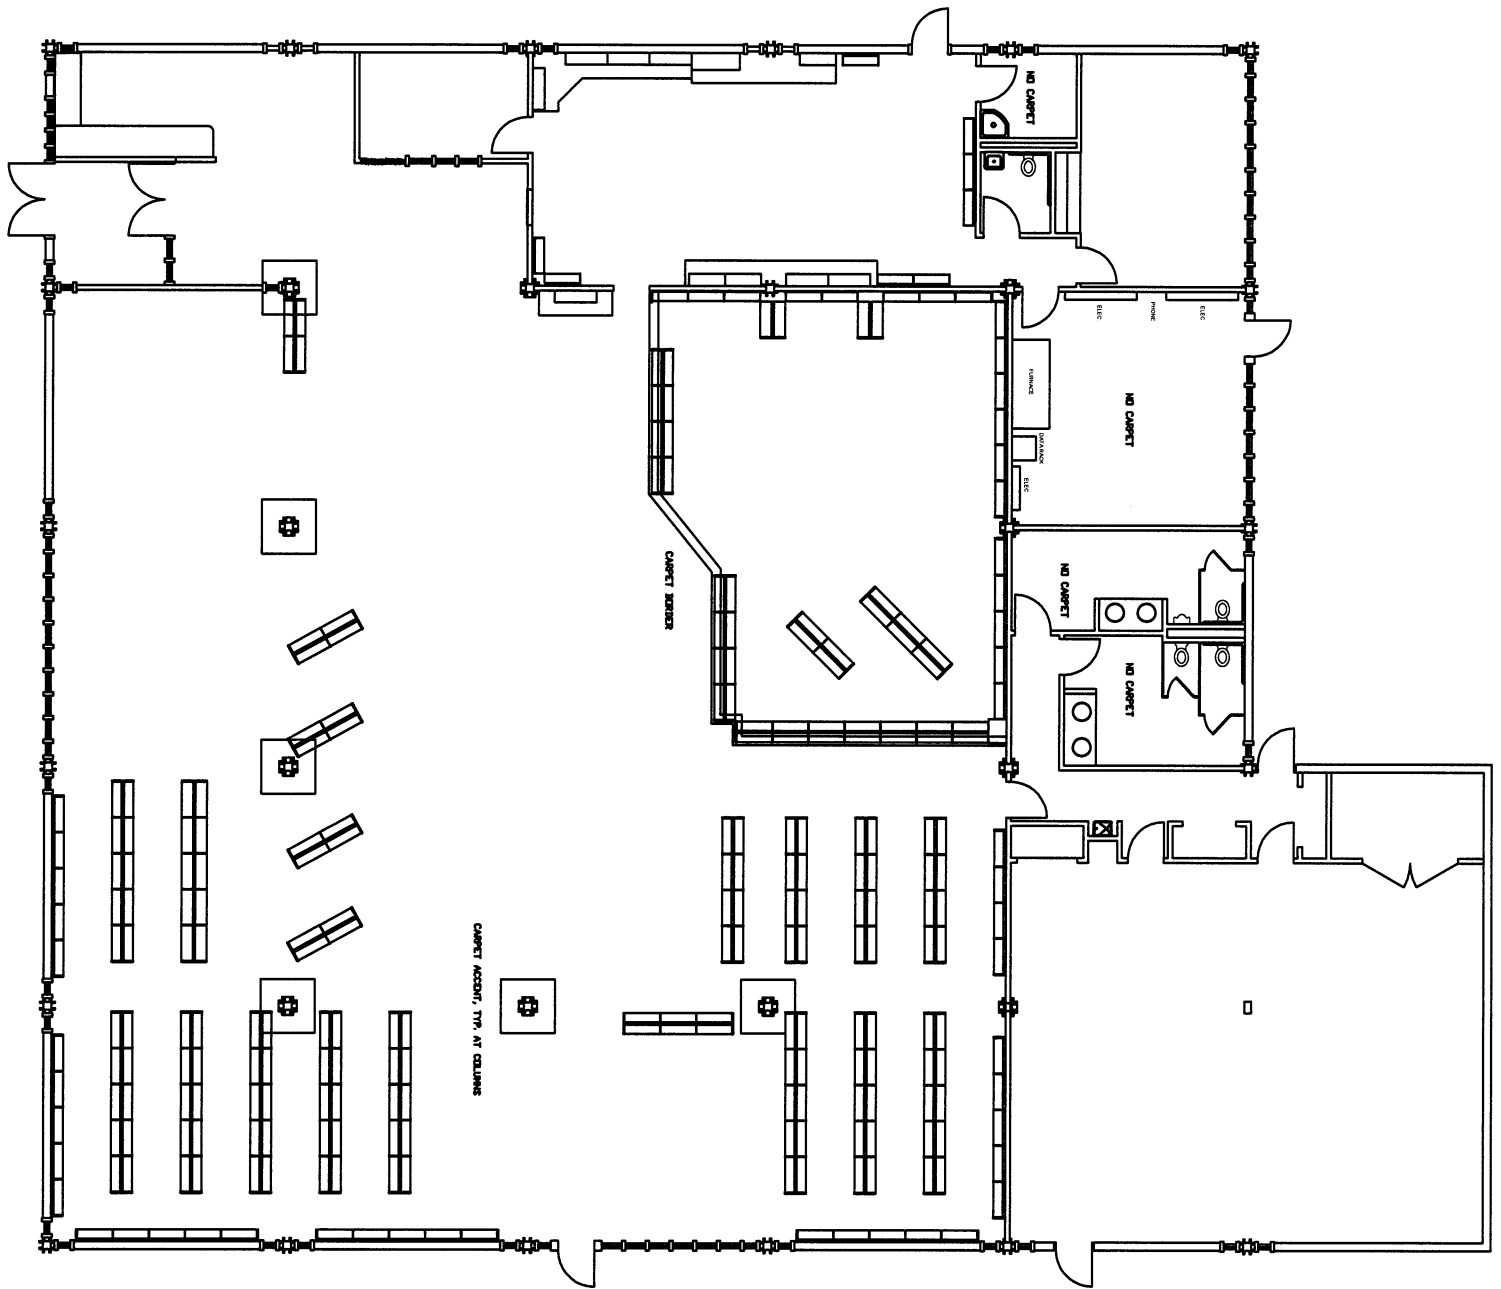 NO CARPET
ELEC
PHONE
ELEC
FURNACE
NO CARPET
DATA RACK
ELEC
CARPET BORDER
NO CARPET
NO CARPET
CARPET ACCENT, TYP. AT COLUMNS